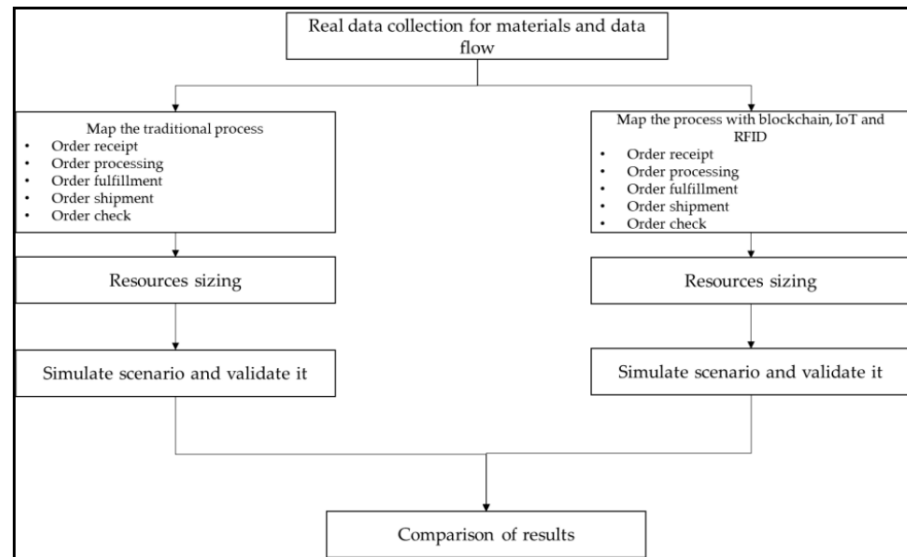 Real data collection for materials and data
flow
Map the traditional process
• Order receipt
• Order processing
• Order fulfillment
• Order shipment
• Order check
Map the process with blockchain, IoT and
RFID
• Order receipt
• Order processing
• Order fulfillment
• Order shipment
• Order check
Resources sizing
Resources sizing
Simulate scenario and validate it
Simulate scenario and validate it
Comparison of results